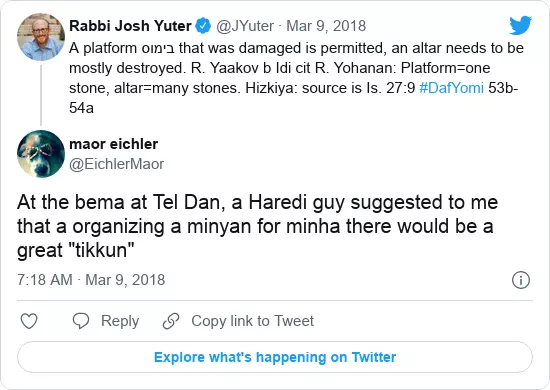 Rabbi Josh Yuter @JYuter · Mar 9, 2018
A platform בימוס that was damaged is permitted, an altar needs to be
mostly destroyed. R. Yaakov b Idi cit R. Yohanan: Platform=one
stone, altar=many stones. Hizkiya: source is Is. 27:9 #DafYomi 53b-
54a
maor eichler
@EichlerMaor
At the bema at Tel Dan, a Haredi guy suggested to me
that a organizing a minyan for minha there would be a
great "tikkun"
7:18 AM · Mar 9, 2018
Reply Copy link to Tweet
Explore what's happening on Twitter